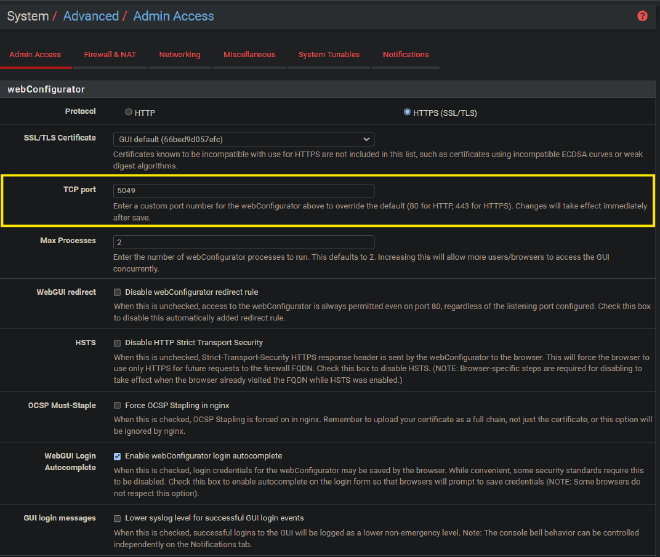 System / Advanced / Admin Access
?
Admin Access Firewall & NAT Networking Miscellaneous System Tunables Notifications
webConfigurator
Protocol HTTP HTTPS (SSL/TLS)
SSL/TLS Certificate GUI default (66bed9d057efc)
Certificates known to be incompatible with use for HTTPS are not included in this list, such as certificates using incompatible ECDSA curves or weak
digest algorithms.
TCP port 5049
Enter a custom port number for the webConfigurator above to override the default (80 for HTTP, 443 for HTTPS). Changes will take effect immediately
after save.
Max Processes 2
Enter the number of webConfigurator processes to run. This defaults to 2. Increasing this will allow more users/browsers to access the GUI
concurrently.
WebGUI redirect Disable webConfigurator redirect rule
When this is unchecked, access to the webConfigurator is always permitted even on port 80, regardless of the listening port configured. Check this box
to disable this automatically added redirect rule.
HSTS Disable HTTP Strict Transport Security
When this is unchecked, Strict-Transport-Security HTTPS response header is sent by the webConfigurator to the browser. This will force the browser to
use only HTTPS for future requests to the firewall FQDN. Check this box to disable HSTS. (NOTE: Browser-specific steps are required for disabling to
take effect when the browser already visited the FQDN while HSTS was enabled.)
OCSP Must-Staple Force OCSP Stapling in nginx
When this is checked, OCSP Stapling is forced on in nginx. Remember to upload your certificate as a full chain, not just the certificate, or this option will
be ignored by nginx.
WebGUI Login Enable webConfigurator login autocomplete
Autocomplete
When this is checked, login credentials for the webConfigurator may be saved by the browser. While convenient, some security standards require this
to be disabled. Check this box to enable autocomplete on the login form so that browsers will prompt to save credentials (NOTE: Some browsers do
not respect this option).
GUI login messages Lower syslog level for successful GUI login events
When this is checked, successful logins to the GUI will be logged as a lower non-emergency level. Note: The console bell behavior can be controlled
independently on the Notifications tab.